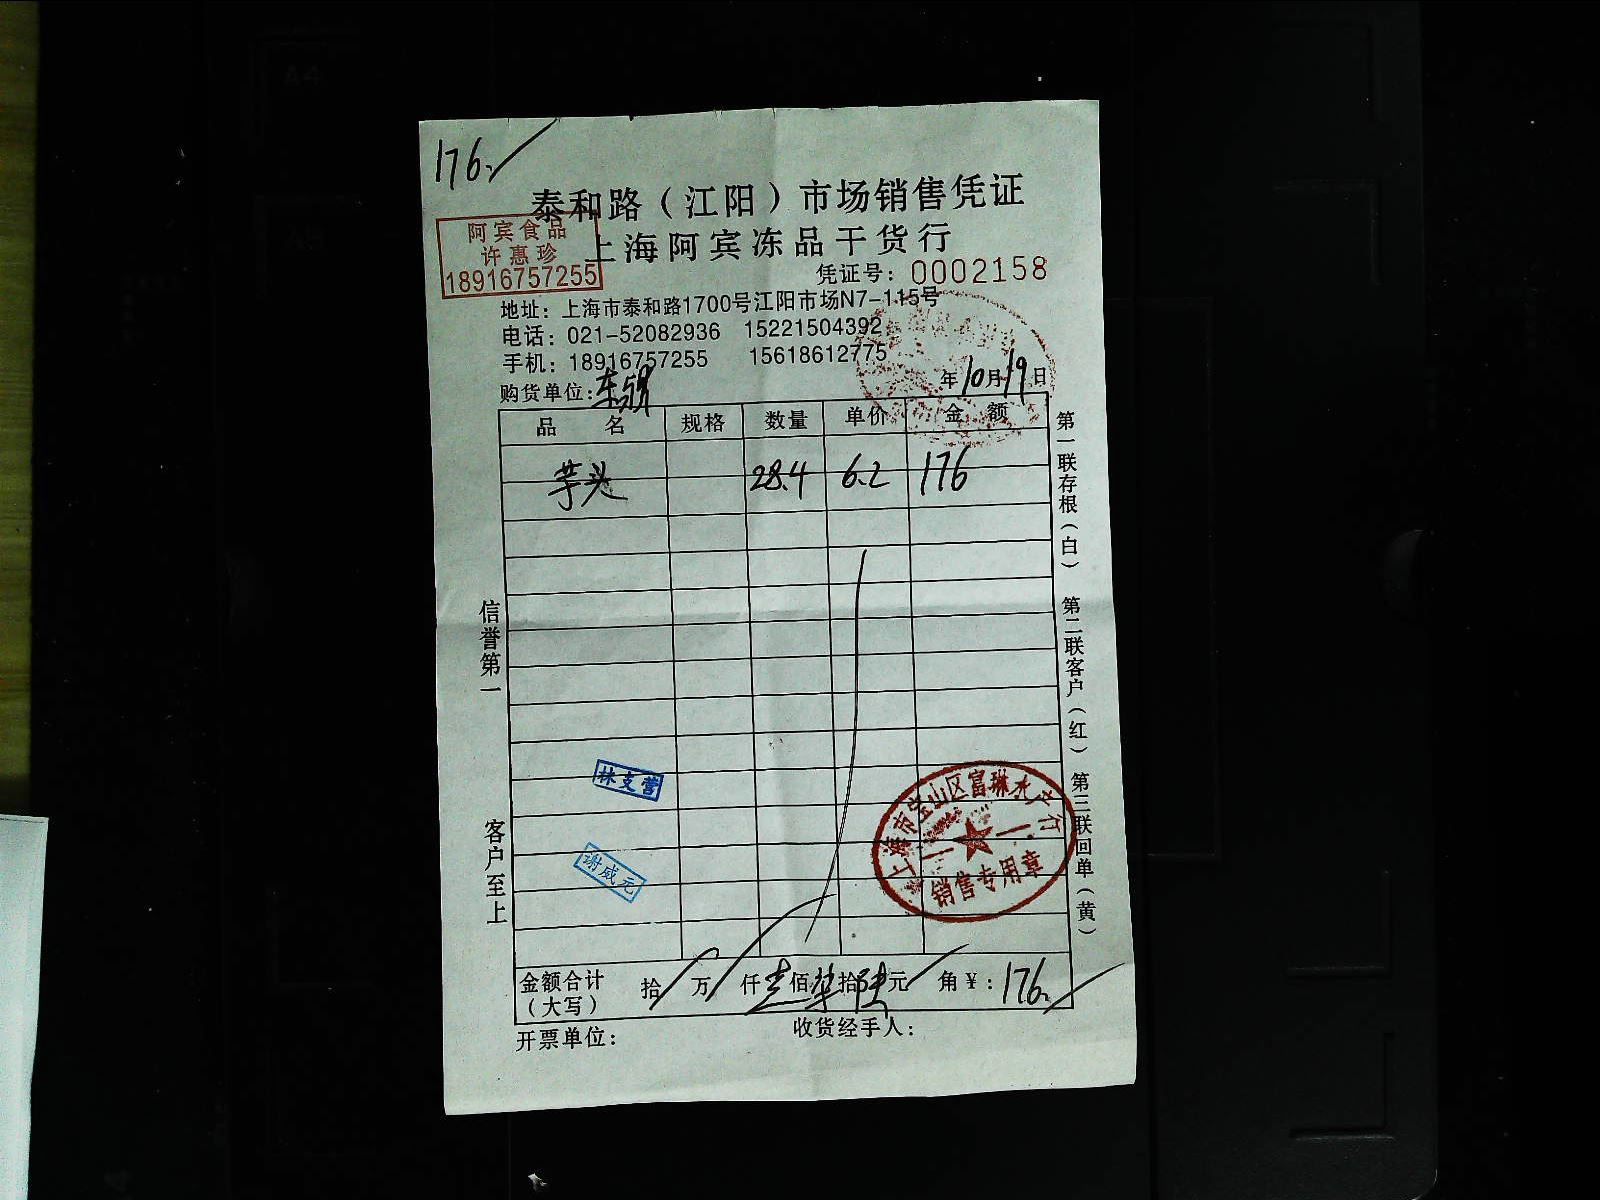 176.
泰和路（江阳）市场销售凭证
上海阿宾冻品干货行
阿宾食品
许惠珍
18916757255
凭证号：0002158
地址：上海市泰和路1700号江阳市场N7-115号
电话：021-52082936 15221504392
手机：18916757255 15618612775
购货单位：
年10月19日
品名 规格 数量 单价 金额
芋头 28.4 6.2 176
第一联存根（白） 第二联客户（红） 第三联回单（黄）
信誉第一 客户至上
林支营
谢咸元
上海市宝山区富琳水产行
销售专用章
金额合计（大写） 拾 万 仟壹佰柒拾陆元 角￥：176.
开票单位： 收货经手人：